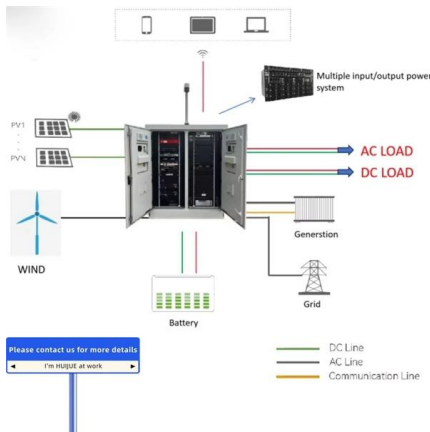 Multiple input/output power
system
PV1
PVN
AC LOAD
DC LOAD
WIND
Generstion
Grid
Battery
Please contact us for more details
I'm HUIJUE at work
DC Line
AC Line
Communication Line